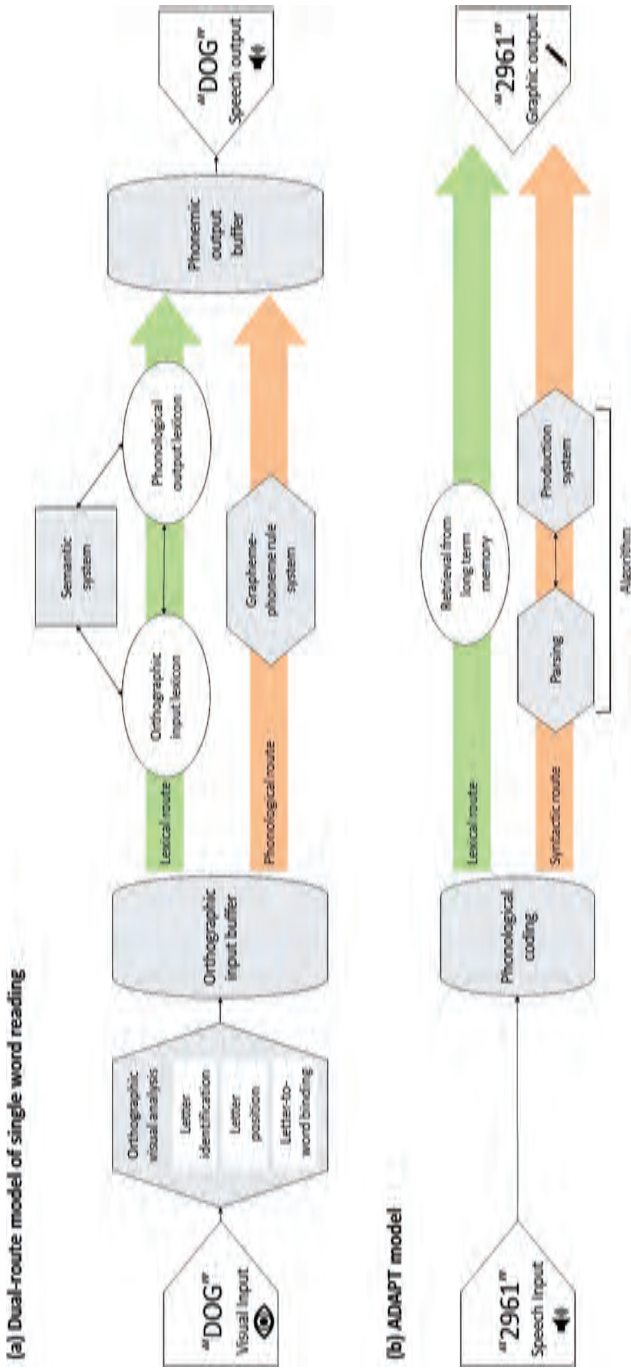 (a) Dual-route model of single word reading
“DOG”
Visual Input
Orthographic
visual analysis
Letter
identification
Letter
position
Letter-to-
word binding
Orthographic
input buffer
Lexical route
Orthographic
input lexicon
Semantic
system
Phonological
output lexicon
Phonological route
Graphene-
phoneme rule
system
Phonemic
output
buffer
“DOG”
Speech output
(b) ADAPT model
“2961”
Speech Input
Phonological
coding
Lexical route
Retrieval from
long term
memory
Syntactic route
Parsing
Production
system
Algorithm
“2961”
Graphic output